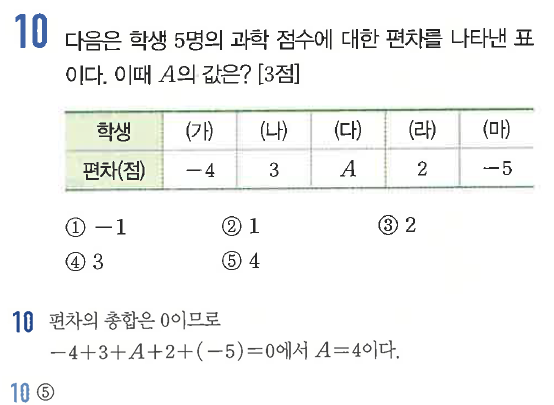 10 다음은 학생 5명의 과학 점수에 대한 편차를 나타낸 표
이다. 이때 A의 값은? [3점]
학생 (가) (나) (다) (라) (마)
편차(점) -4 3 A 2 -5
① -1 ② 1 ③ 2
④ 3 ⑤ 4
10 편차의 총합은 0이므로
-4+3+A+2+(-5)=0에서 A=4이다.
10 ⑤